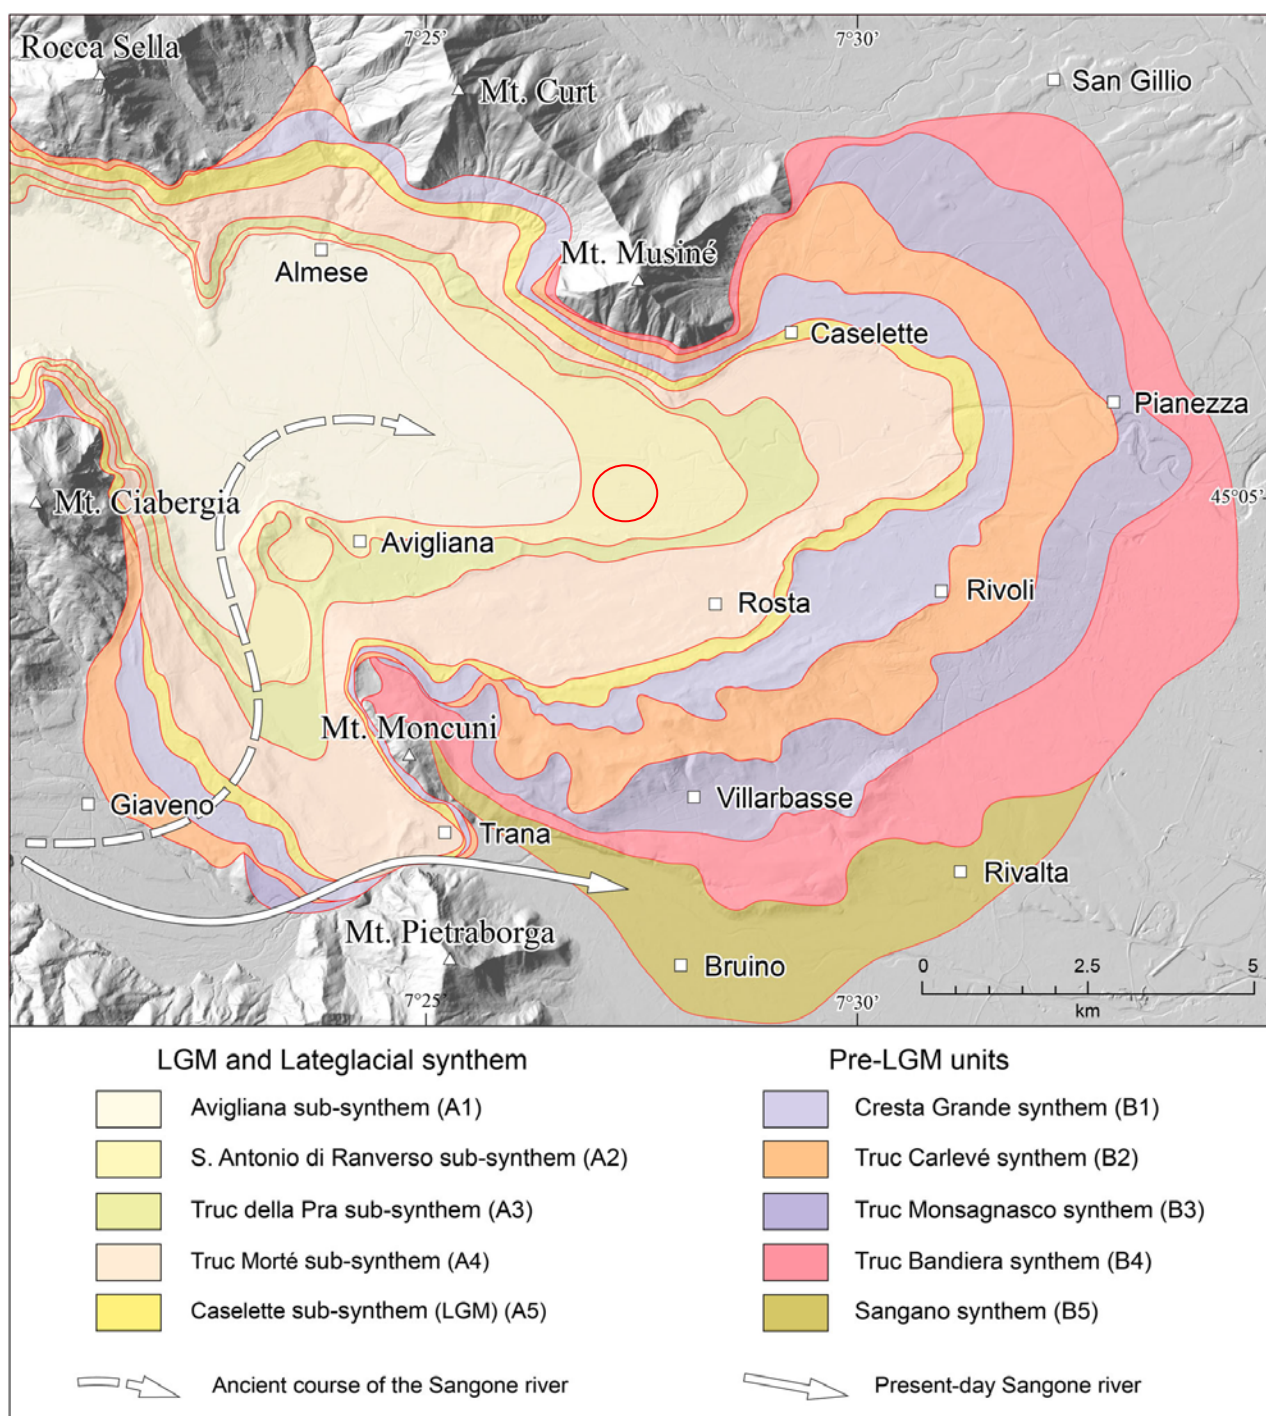 7°25'
7°30'
Rocca Sella
Mt. Curt
San Gillio
Mt. Musiné
Almese
Caselette
Pianezza
Mt. Ciabergia
45°05'
Avigliana
Rosta
Rivoli
Mt. Moncuni
Giaveno
Villarbasse
Trana
Rivalta
Mt. Pietraborga
Bruino
0 2.5 5
km
7°25'
7°30'
LGM and Lateglacial synthem
Avigliana sub-synthem (A1)
S. Antonio di Ranverso sub-synthem (A2)
Truc della Pra sub-synthem (A3)
Truc Morté sub-synthem (A4)
Caselette sub-synthem (LGM) (A5)
Ancient course of the Sangone river
Pre-LGM units
Cresta Grande synthem (B1)
Truc Carlevé synthem (B2)
Truc Monsagnasco synthem (B3)
Truc Bandiera synthem (B4)
Sangano synthem (B5)
Present-day Sangone river